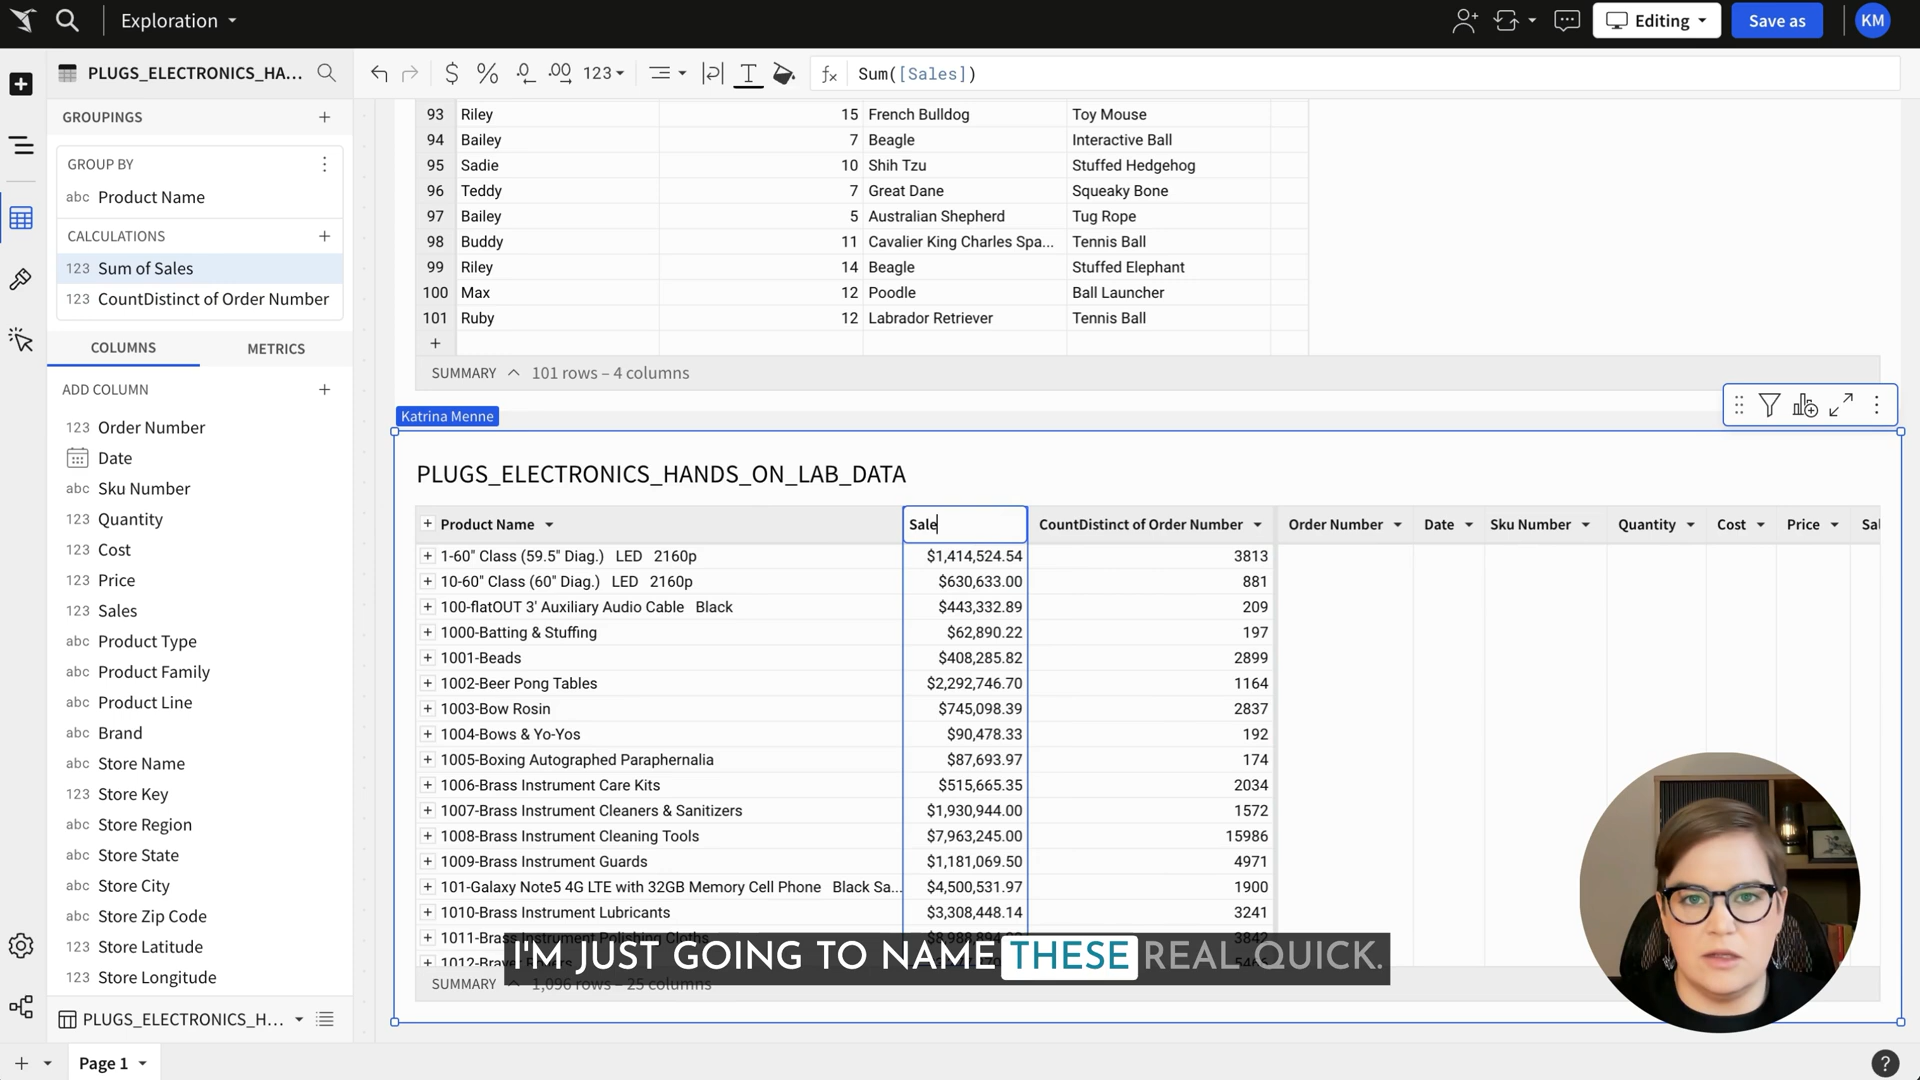 Exploration
Editing
Save as
KM
PLUGS_ELECTRONICS_HA...
$ % .0 .00 123
fx Sum([Sales])
GROUPINGS
GROUP BY
abc Product Name
CALCULATIONS
123 Sum of Sales
123 CountDistinct of Order Number
COLUMNS METRICS
ADD COLUMN
123 Order Number
Date
abc Sku Number
123 Quantity
123 Cost
123 Price
123 Sales
abc Product Type
abc Product Family
abc Product Line
abc Brand
abc Store Name
123 Store Key
abc Store Region
abc Store State
abc Store City
abc Store Zip Code
123 Store Latitude
123 Store Longitude
PLUGS_ELECTRONICS_H...
Page 1
93 Riley 15 French Bulldog Toy Mouse
94 Bailey 7 Beagle Interactive Ball
95 Sadie 10 Shih Tzu Stuffed Hedgehog
96 Teddy 7 Great Dane Squeaky Bone
97 Bailey 5 Australian Shepherd Tug Rope
98 Buddy 11 Cavalier King Charles Spa... Tennis Ball
99 Riley 14 Beagle Stuffed Elephant
100 Max 12 Poodle Ball Launcher
101 Ruby 12 Labrador Retriever Tennis Ball
SUMMARY 101 rows – 4 columns
Katrina Menne
PLUGS_ELECTRONICS_HANDS_ON_LAB_DATA
Product Name Sale CountDistinct of Order Number Order Number Date Sku Number Quantity Cost Price Sal
1-60" Class (59.5" Diag.) LED 2160p $1,414,524.54 3813
10-60" Class (60" Diag.) LED 2160p $630,633.00 881
100-flatOUT 3' Auxiliary Audio Cable Black $443,332.89 209
1000-Batting & Stuffing $62,890.22 197
1001-Beads $408,285.82 2899
1002-Beer Pong Tables $2,292,746.70 1164
1003-Bow Rosin $745,098.39 2837
1004-Bows & Yo-Yos $90,478.33 192
1005-Boxing Autographed Paraphernalia $87,693.97 174
1006-Brass Instrument Care Kits $515,665.35 2034
1007-Brass Instrument Cleaners & Sanitizers $1,930,944.00 1572
1008-Brass Instrument Cleaning Tools $7,963,245.00 15986
1009-Brass Instrument Guards $1,181,069.50 4971
101-Galaxy Note5 4G LTE with 32GB Memory Cell Phone Black Sa... $4,500,531.97 1900
1010-Brass Instrument Lubricants $3,308,448.14 3241
1011-Brass Instrument Polishing Cloths 3842
I'M JUST GOING TO NAME THESE REAL QUICK.
SUMMARY 1,096 rows – 25 columns